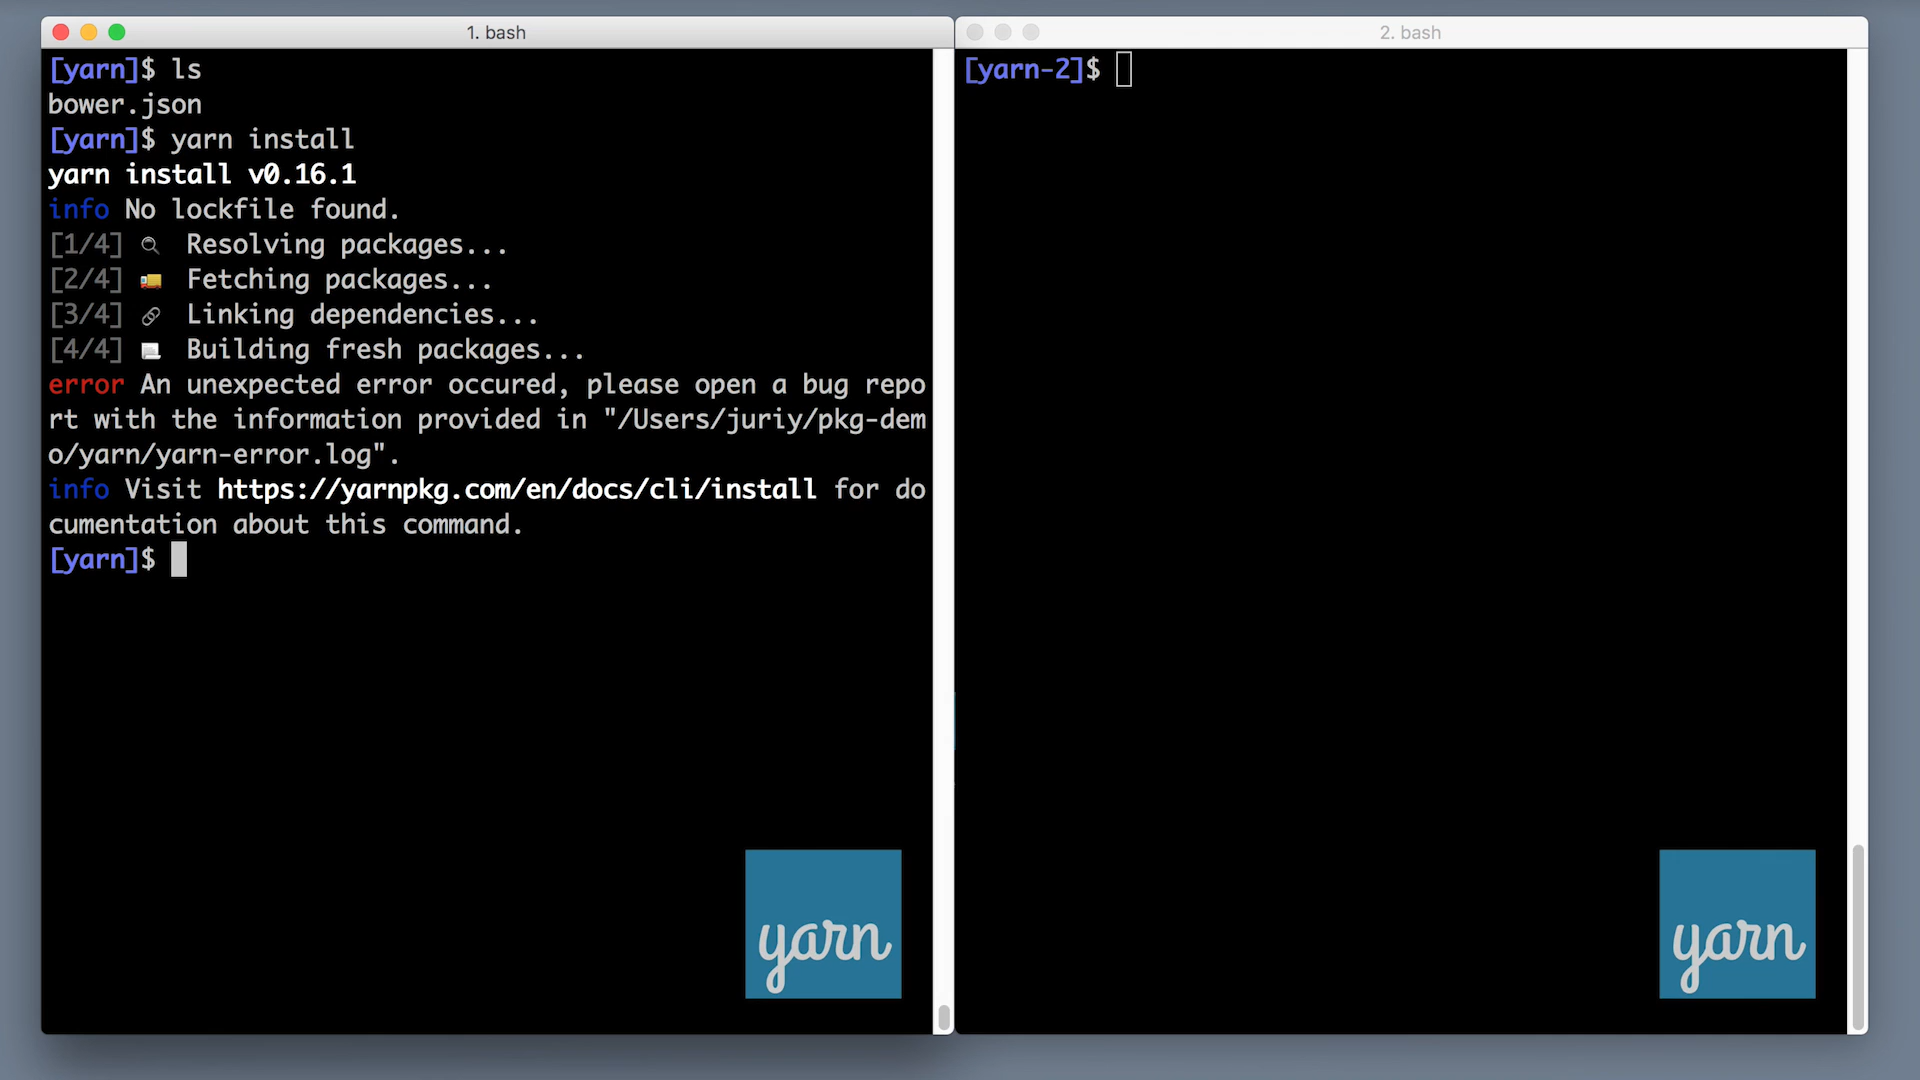 1. bash
[yarn]$ ls
bower.json
[yarn]$ yarn install
yarn install v0.16.1
info No lockfile found.
[1/4] 🔍 Resolving packages...
[2/4] 🚚 Fetching packages...
[3/4] 🔗 Linking dependencies...
[4/4] 📃 Building fresh packages...
error An unexpected error occured, please open a bug repo
rt with the information provided in "/Users/juriy/pkg-dem
o/yarn/yarn-error.log".
info Visit https://yarnpkg.com/en/docs/cli/install for do
cumentation about this command.
[yarn]$
yarn
2. bash
[yarn-2]$
yarn